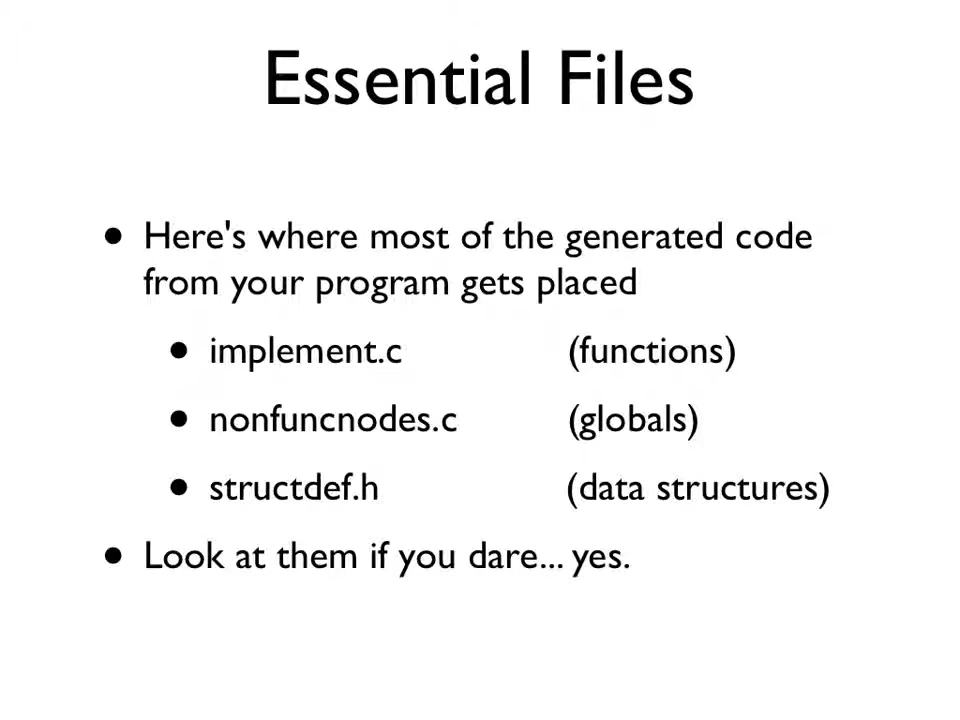 Essential Files
• Here's where most of the generated code
from your program gets placed
• implement.c (functions)
• nonfuncnodes.c (globals)
• structdef.h (data structures)
• Look at them if you dare... yes.